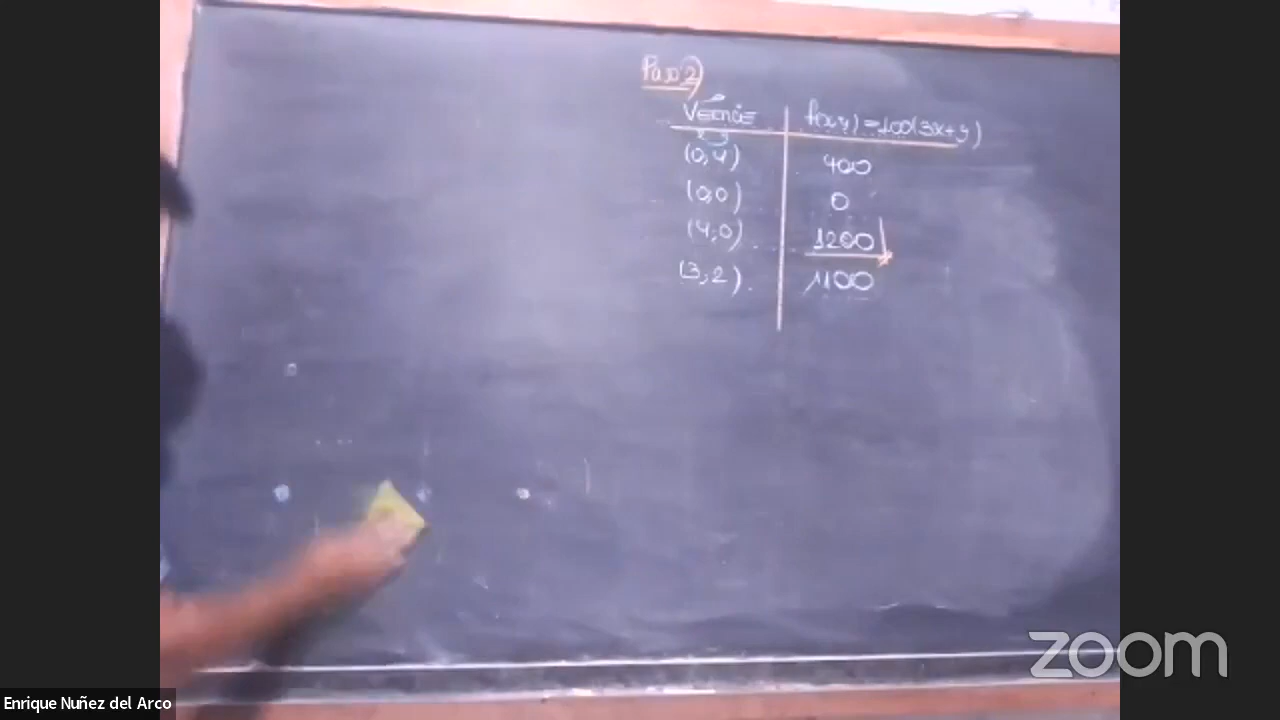 Paso 2)
VERTICE f(x,y)=100(3x+y)
x y
(0,4) 400
(0,0) 0
(4,0) 1200
(3,2) 1100
Enrique Nuñez del Arco
zoom